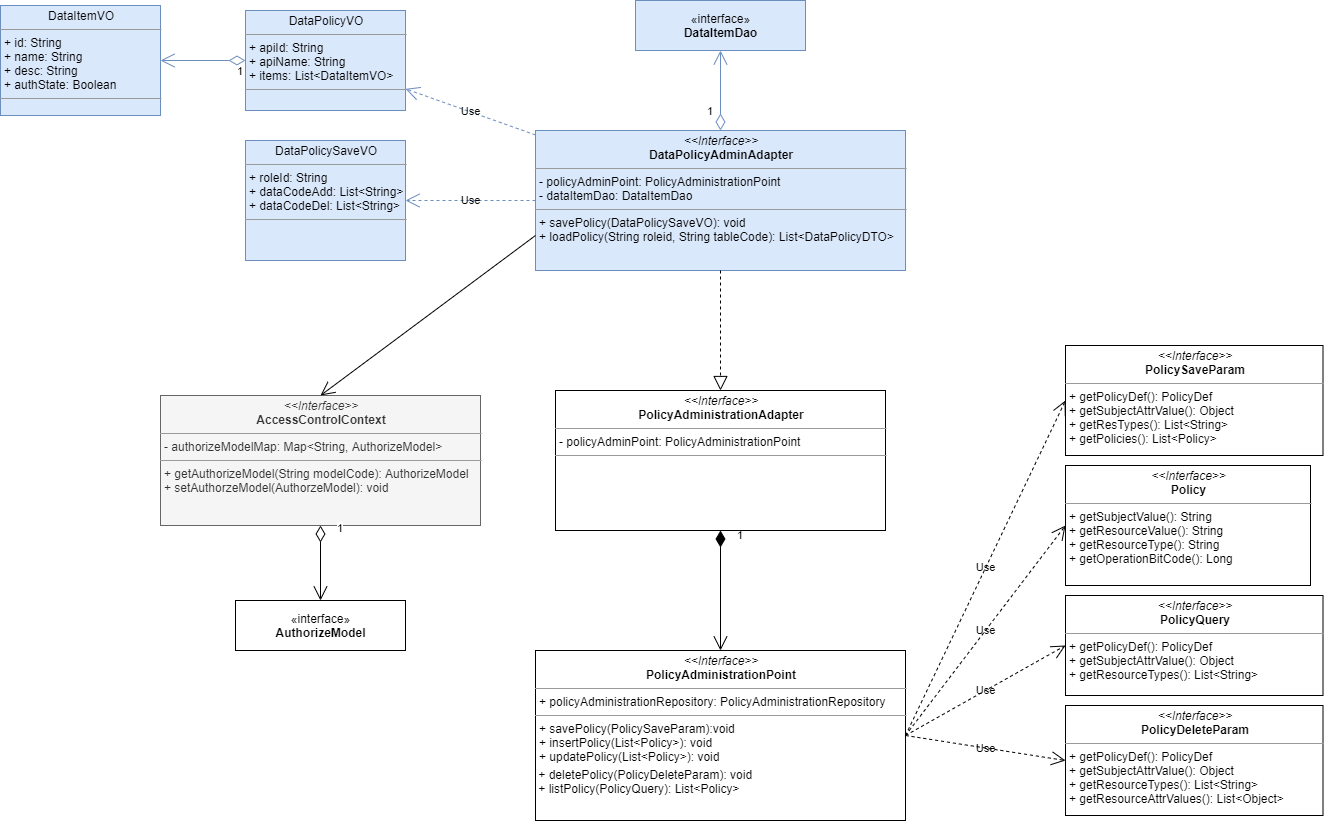 DataItemVO
+ id: String
+ name: String
+ desc: String
+ authState: Boolean
1
DataPolicyVO
+ apiId: String
+ apiName: String
+ items: List<DataItemVO>
Use
«interface»
DataItemDao
1
DataPolicySaveVO
+ roleId: String
+ dataCodeAdd: List<String>
+ dataCodeDel: List<String>
Use
<<Interface>>
DataPolicyAdminAdapter
- policyAdminPoint: PolicyAdministrationPoint
- dataItemDao: DataItemDao
+ savePolicy(DataPolicySaveVO): void
+ loadPolicy(String roleid, String tableCode): List<DataPolicyDTO>
<<Interface>>
AccessControlContext
- authorizeModelMap: Map<String, AuthorizeModel>
+ getAuthorizeModel(String modelCode): AuthorizeModel
+ setAuthorzeModel(AuthorzeModel): void
1
«interface»
AuthorizeModel
<<Interface>>
PolicyAdministrationAdapter
- policyAdminPoint: PolicyAdministrationPoint
1
<<Interface>>
PolicyAdministrationPoint
+ policyAdministrationRepository: PolicyAdministrationRepository
+ savePolicy(PolicySaveParam):void
+ insertPolicy(List<Policy>): void
+ updatePolicy(List<Policy>): void
+ deletePolicy(PolicyDeleteParam): void
+ listPolicy(PolicyQuery): List<Policy>
Use
Use
Use
Use
<<Interface>>
PolicySaveParam
+ getPolicyDef(): PolicyDef
+ getSubjectAttrValue(): Object
+ getResTypes(): List<String>
+ getPolicies(): List<Policy>
<<Interface>>
Policy
+ getSubjectValue(): String
+ getResourceValue(): String
+ getResourceType(): String
+ getOperationBitCode(): Long
<<Interface>>
PolicyQuery
+ getPolicyDef(): PolicyDef
+ getSubjectAttrValue(): Object
+ getResourceTypes(): List<String>
<<Interface>>
PolicyDeleteParam
+ getPolicyDef(): PolicyDef
+ getSubjectAttrValue(): Object
+ getResourceTypes(): List<String>
+ getResourceAttrValues(): List<Object>